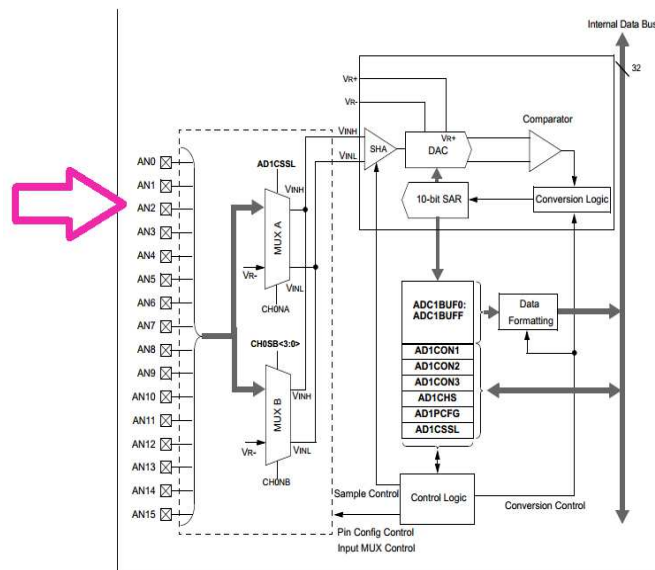 Internal Data Bus
32
VR+
VR-
VINH
VINL
SHA
VR+
DAC
Comparator
10-bit SAR
Conversion Logic
AN0
AN1
AN2
AN3
AN4
AN5
AN6
AN7
AN8
AN9
AN10
AN11
AN12
AN13
AN14
AN15
AD1CSSL
VINH
MUX A
VR-
VINL
CH0NA
CH0SB<3:0>
VINH
MUX B
VR-
VINL
CH0NB
ADC1BUF0:
ADC1BUFF
Data
Formatting
AD1CON1
AD1CON2
AD1CON3
AD1CHS
AD1PCFG
AD1CSSL
Sample Control
Control Logic
Conversion Control
Pin Config Control
Input MUX Control